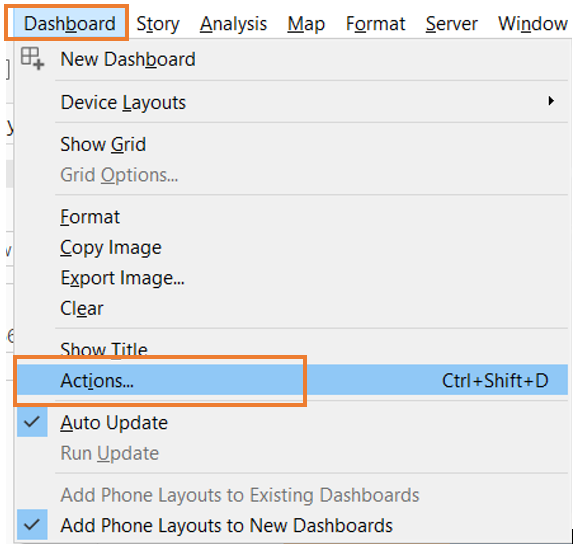 Dashboard Story Analysis Map Format Server Window
New Dashboard
Device Layouts
Show Grid
Grid Options...
Format
Copy Image
Export Image...
Clear
Show Title
Actions... Ctrl+Shift+D
Auto Update
Run Update
Add Phone Layouts to Existing Dashboards
Add Phone Layouts to New Dashboards